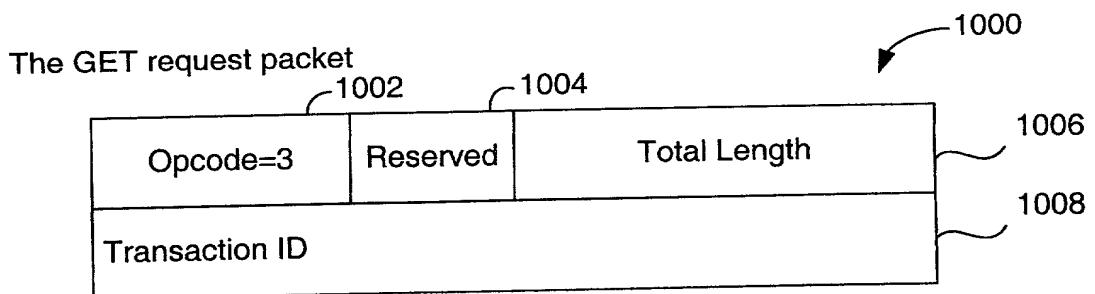 The GET request packet
1000
1002
1004
Opcode=3
Reserved
Total Length
1006
Transaction ID
1008